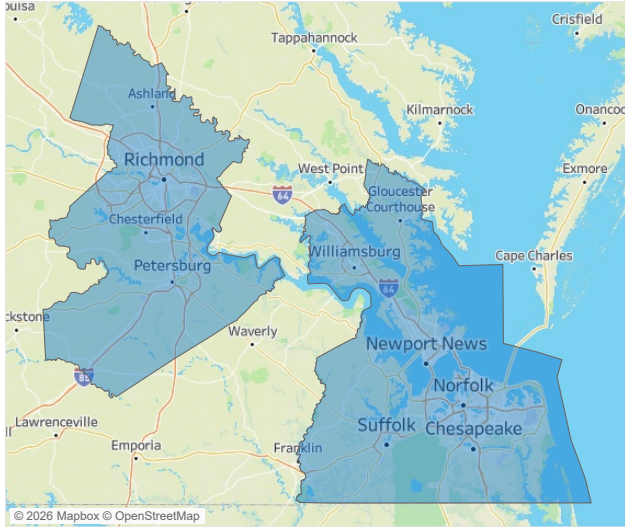 ouisa
Crisfield
Tappahannock
Ashland
Kilmarnock
Onancoc
Richmond
West Point
Exmore
64
Gloucester
Courthouse
Chesterfield
Williamsburg
Cape Charles
Petersburg
64
ckstone
Waverly
Newport News
85
Norfolk
Lawrenceville
Suffolk
Chesapeake
Emporia
Franklin
© 2026 Mapbox © OpenStreetMap